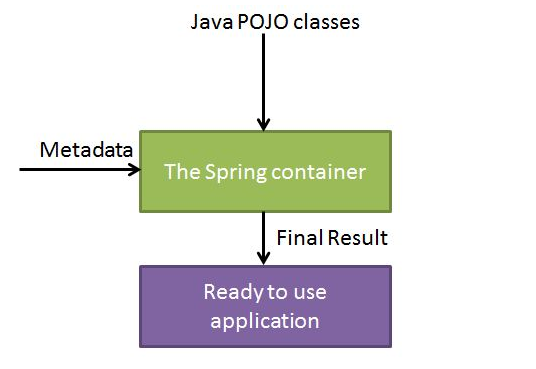 Java POJO classes
Metadata
The Spring container
Final Result
Ready to use
application